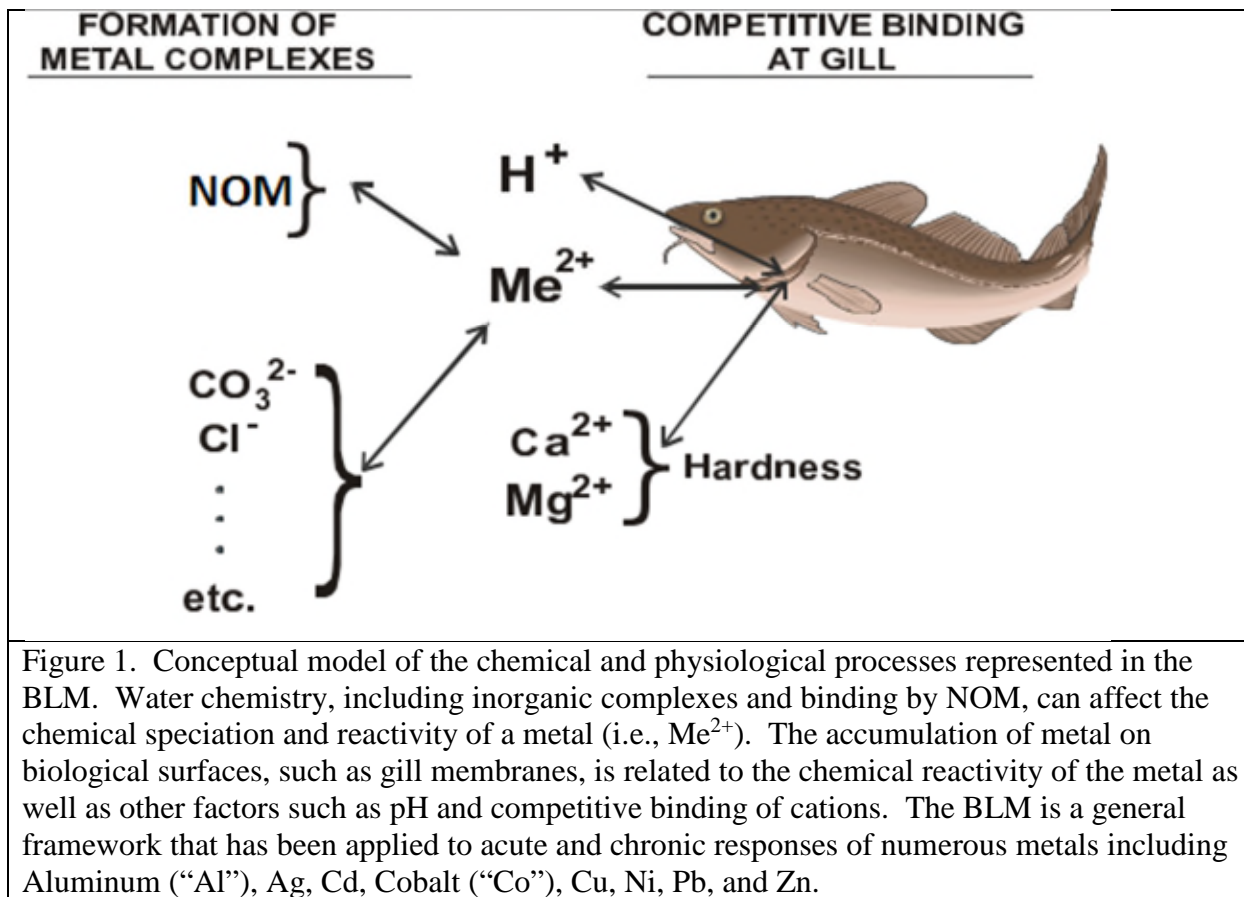 FORMATION OF
METAL COMPLEXES
COMPETITIVE BINDING
AT GILL
NOM
H⁺
Me²⁺
CO₃²⁻
Cl⁻
.
.
.
etc.
Ca²⁺
Mg²⁺
Hardness
Figure 1. Conceptual model of the chemical and physiological processes represented in the
BLM. Water chemistry, including inorganic complexes and binding by NOM, can affect the
chemical speciation and reactivity of a metal (i.e., Me²⁺). The accumulation of metal on
biological surfaces, such as gill membranes, is related to the chemical reactivity of the metal as
well as other factors such as pH and competitive binding of cations. The BLM is a general
framework that has been applied to acute and chronic responses of numerous metals including
Aluminum (“Al”), Ag, Cd, Cobalt (“Co”), Cu, Ni, Pb, and Zn.